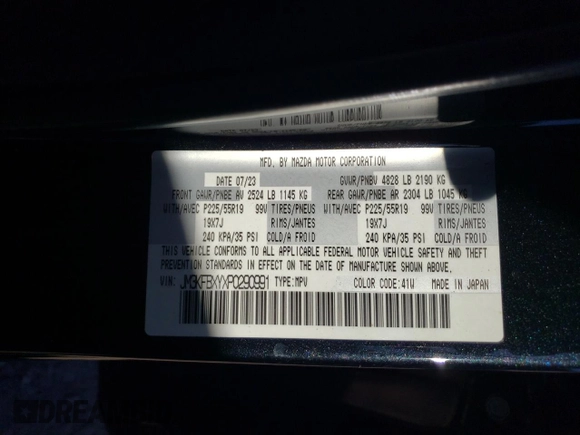 MFD. BY MAZDA MOTOR CORPORATION
DATE 07/23 GVWR/PNBV 4828 LB 2190 KG
FRONT GAWR/PNBE AV 2524 LB 1145 KG REAR GAWR/PNBE AR 2304 LB 1045 KG
WITH/AVEC P225/55R19 99V TIRES/PNEUS WITH/AVEC P225/55R19 99V TIRES/PNEUS
19X7J RIMS/JANTES 19X7J RIMS/JANTES
240 KPA/35 PSI COLD/A FROID 240 KPA/35 PSI COLD/A FROID
THIS VEHICLE CONFORMS TO ALL APPLICABLE FEDERAL MOTOR VEHICLE SAFETY AND THEFT
PREVENTION STANDARDS IN EFFECT ON THE DATE OF MANUFACTURE SHOWN ABOVE.
VIN: JM3KFBXYXP0290991 TYPE:MPV COLOR CODE:41W MADE IN JAPAN